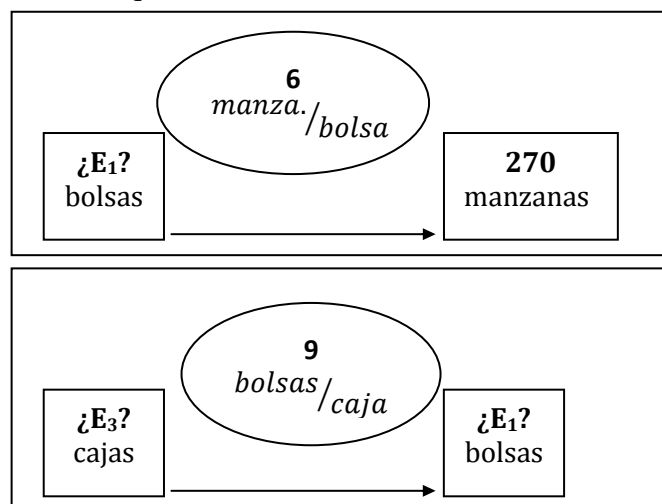 6
manza./bolsa
¿E₁?
bolsas
270
manzanas
9
bolsas/caja
¿E₃?
cajas
¿E₁?
bolsas